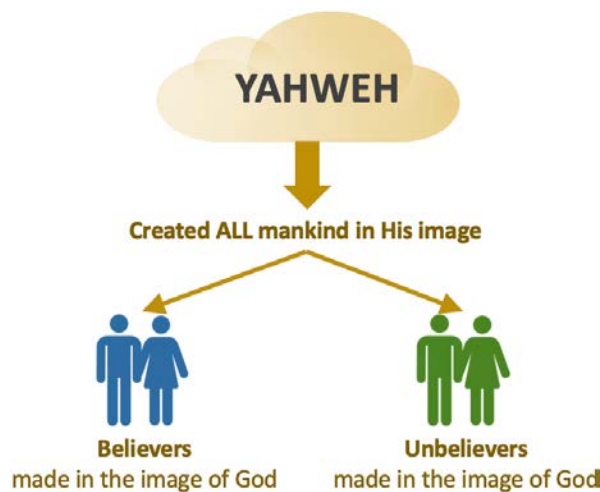 YAHWEH
Created ALL mankind in His image
Believers
made in the image of God
Unbelievers
made in the image of God